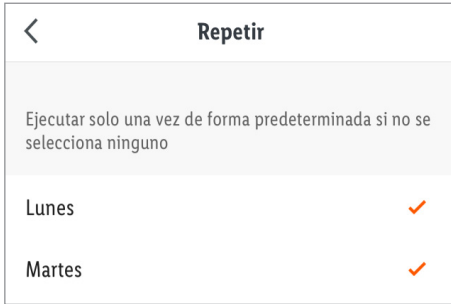 Repetir
Ejecutar solo una vez de forma predeterminada si no se
selecciona ninguno
Lunes
Martes